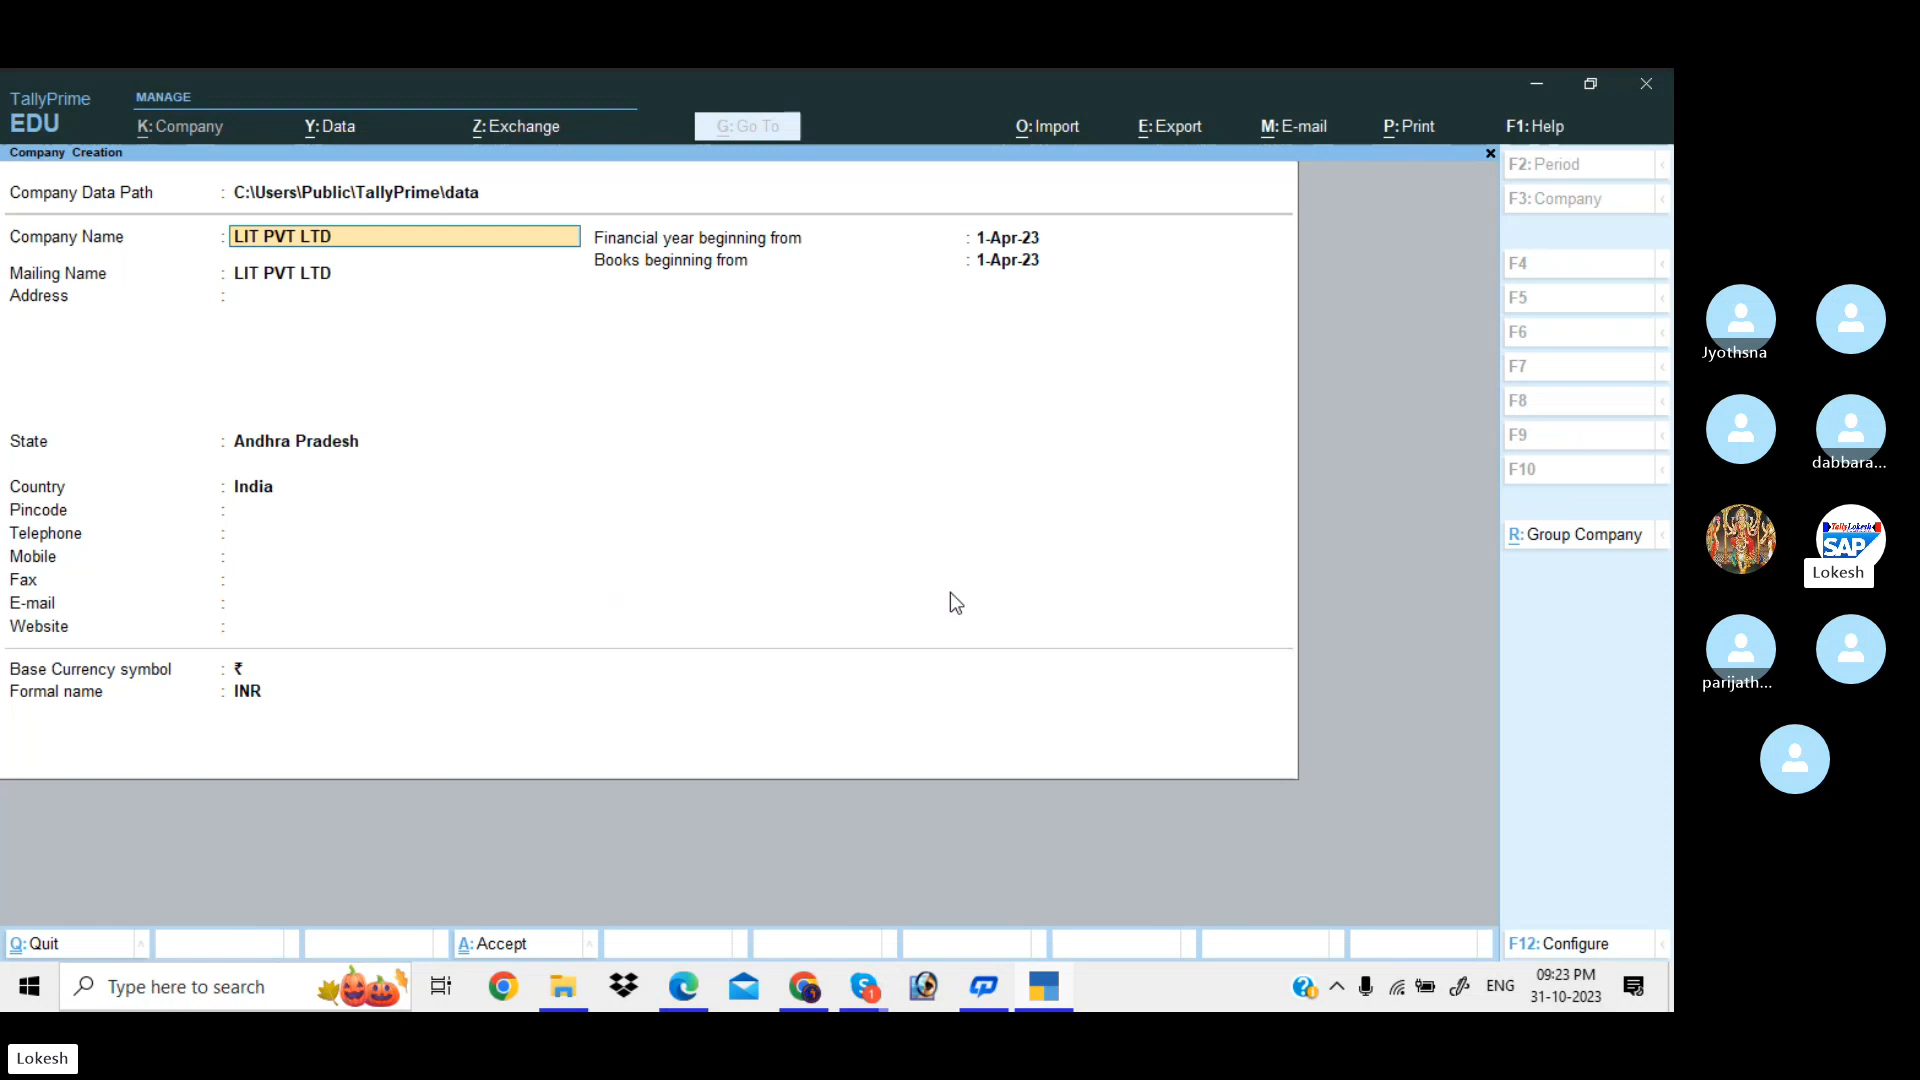 TallyPrime
EDU
MANAGE
K: Company
Y: Data
Z: Exchange
G: Go To
O: Import
E: Export
M: E-mail
P: Print
F1: Help
Company Creation
Company Data Path : C:\Users\Public\TallyPrime\data
Company Name : LIT PVT LTD
Financial year beginning from : 1-Apr-23
Books beginning from : 1-Apr-23
Mailing Name : LIT PVT LTD
Address :
State : Andhra Pradesh
Country : India
Pincode :
Telephone :
Mobile :
Fax :
E-mail :
Website :
Base Currency symbol : ₹
Formal name : INR
F2: Period
F3: Company
F4
F5
F6
F7
F8
F9
F10
R: Group Company
Q: Quit
A: Accept
F12: Configure
Jyothsna
dabbara...
TallyLokesh
SAP
Lokesh
parijath...
Type here to search
1
ENG
09:23 PM
31-10-2023
Lokesh